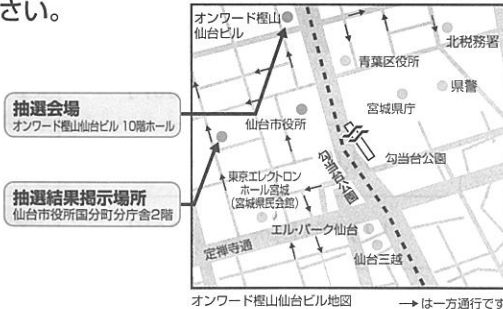 さい。
抽選会場
オンワード樫山仙台ビル 10階ホール
抽選結果掲示場所
仙台市役所国分町分庁舎2階
オンワード樫山
仙台ビル
北税務署
青葉区役所
県警
宮城県庁
仙台市役所
勾当台公園
勾当台公園
東京エレクトロン
ホール宮城
(宮城県民会館)
エル・パーク仙台
定禅寺通
仙台三越
オンワード樫山仙台ビル地図
→は一方通行です